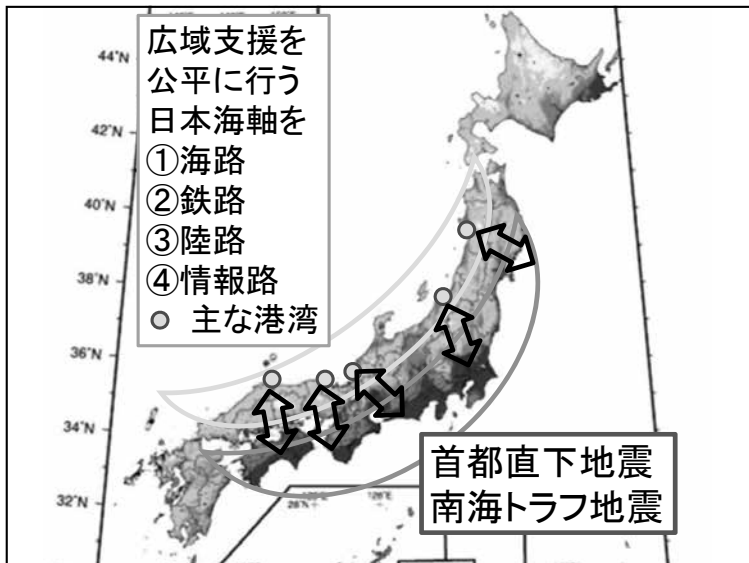 広域支援を
公平に行う
日本海軸を
①海路
②鉄路
③陸路
④情報路
主な港湾
44˚N
42˚N
40˚N
38˚N
36˚N
34˚N
32˚N
首都直下地震
南海トラフ地震
28˚N